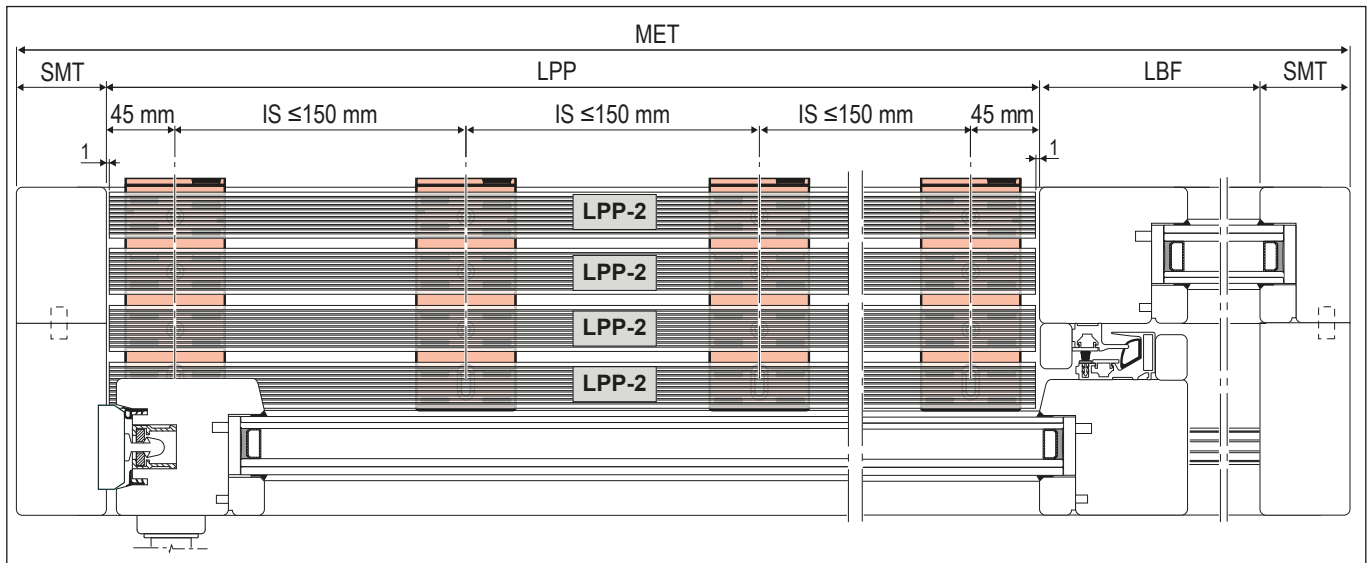 MET
SMT LPP LBF SMT
45 mm IS ≤150 mm IS ≤150 mm IS ≤150 mm 45 mm
1 1
LPP-2
LPP-2
LPP-2
LPP-2